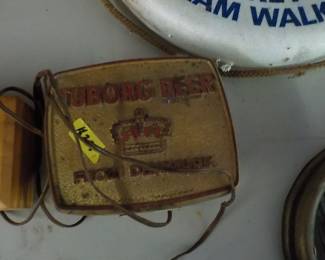 AM WALK
TUBORG BEER
FROM DENMARK